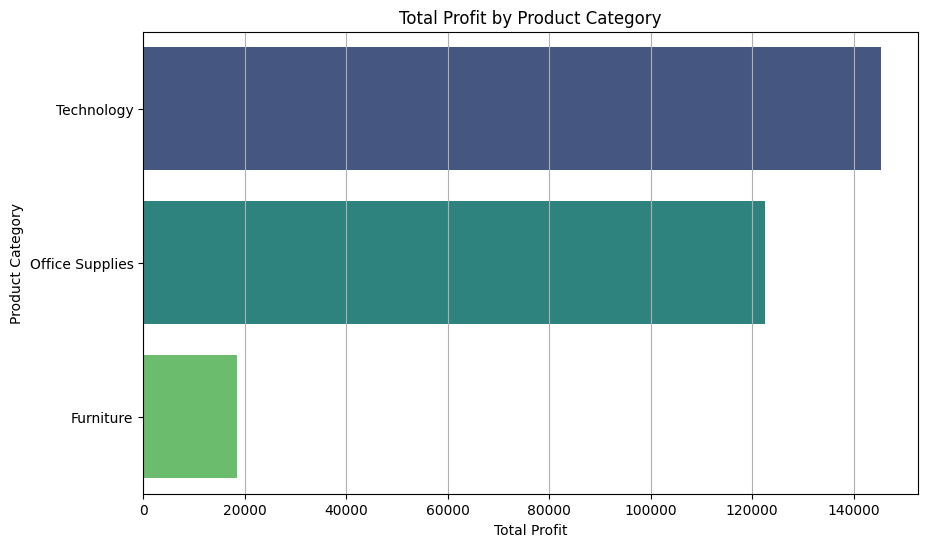 Total Profit by Product Category
Product Category
Technology
Office Supplies
Furniture
0 20000 40000 60000 80000 100000 120000 140000
Total Profit